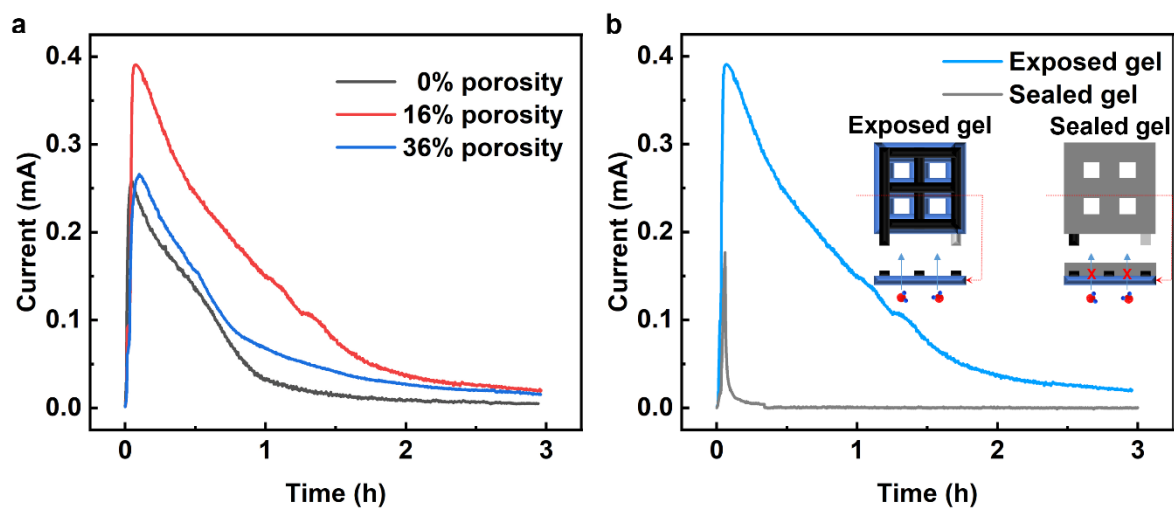 a
0.4
0.3
0.2
0.1
0.0
Current (mA)
0% porosity
16% porosity
36% porosity
0 1 2 3
Time (h)
b
0.4
0.3
0.2
0.1
0.0
Current (mA)
Exposed gel
Sealed gel
Exposed gel Sealed gel
X X
0 1 2 3
Time (h)